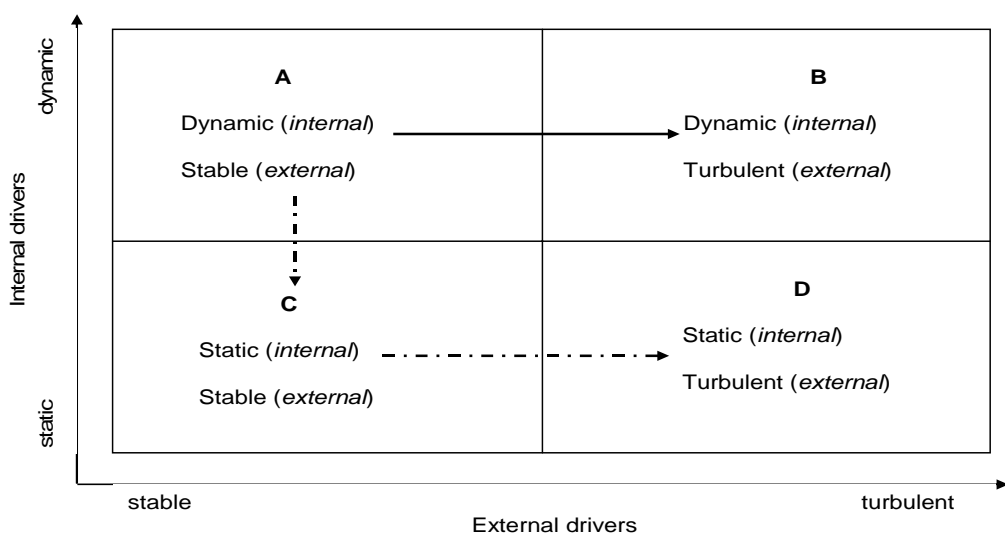 dynamic
Internal drivers
static
A
Dynamic (internal)
Stable (external)
B
Dynamic (internal)
Turbulent (external)
C
Static (internal)
Stable (external)
D
Static (internal)
Turbulent (external)
stable
turbulent
External drivers